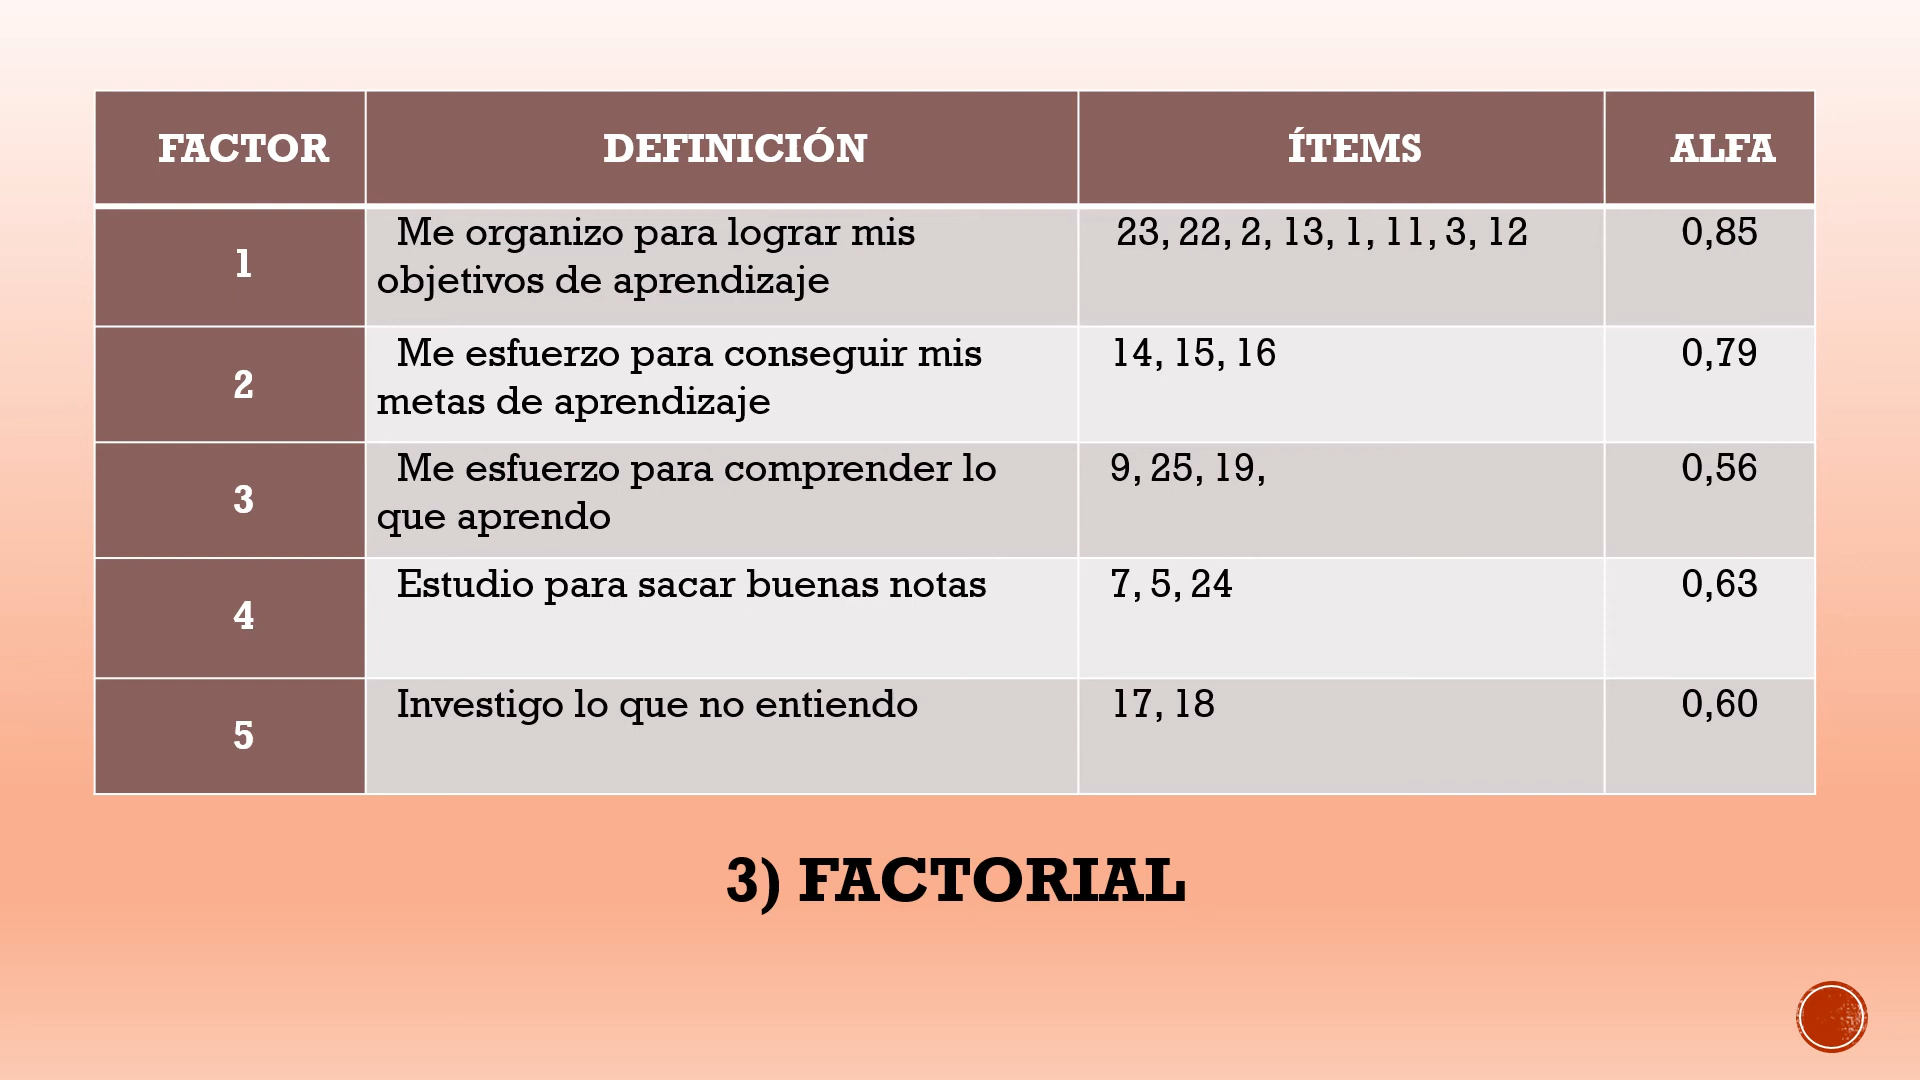 FACTOR DEFINICIÓN ÍTEMS ALFA
1 Me organizo para lograr mis objetivos de aprendizaje 23, 22, 2, 13, 1, 11, 3, 12 0,85
2 Me esfuerzo para conseguir mis metas de aprendizaje 14, 15, 16 0,79
3 Me esfuerzo para comprender lo que aprendo 9, 25, 19, 0,56
4 Estudio para sacar buenas notas 7, 5, 24 0,63
5 Investigo lo que no entiendo 17, 18 0,60
3) FACTORIAL